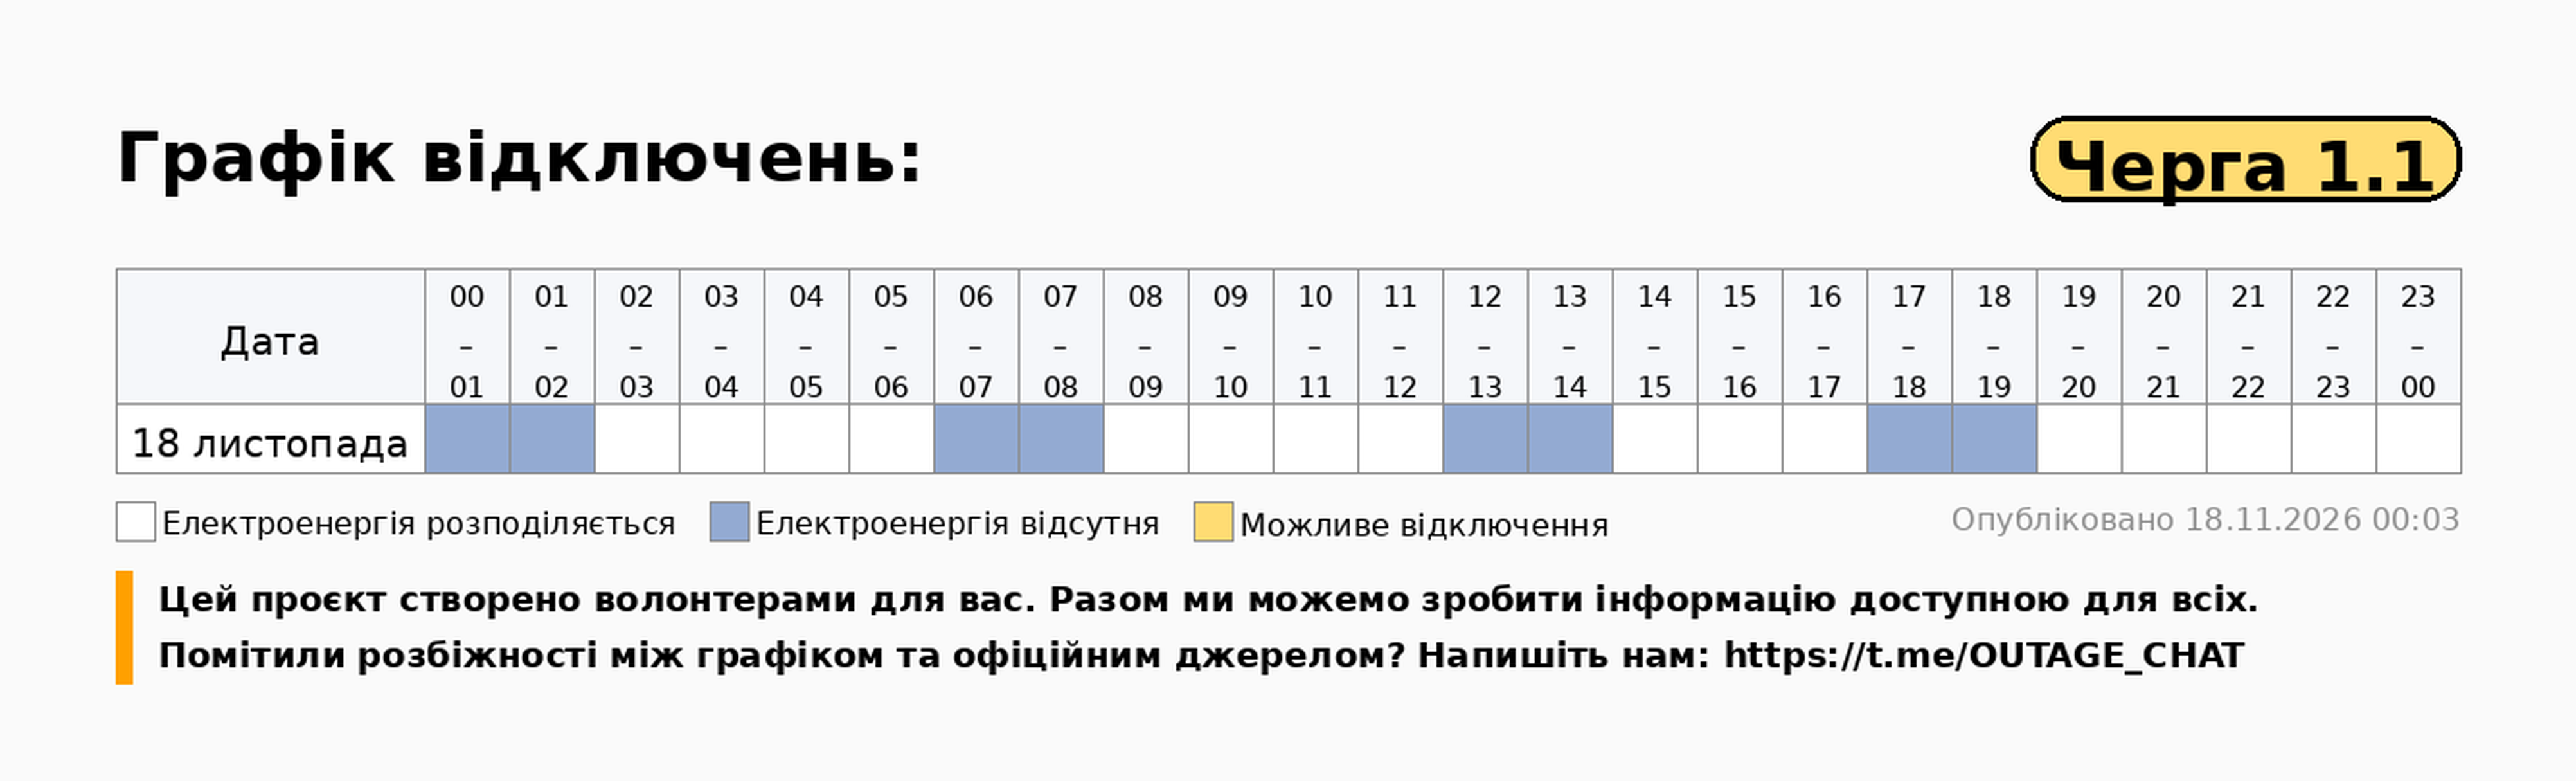 Графік відключень:
Черга 1.1
Дата
00 – 01
01 – 02
02 – 03
03 – 04
04 – 05
05 – 06
06 – 07
07 – 08
08 – 09
09 – 10
10 – 11
11 – 12
12 – 13
13 – 14
14 – 15
15 – 16
16 – 17
17 – 18
18 – 19
19 – 20
20 – 21
21 – 22
22 – 23
23 – 00
18 листопада
Електроенергія розподіляється
Електроенергія відсутня
Можливе відключення
Опубліковано 18.11.2026 00:03
Цей проєкт створено волонтерами для вас. Разом ми можемо зробити інформацію доступною для всіх.
Помітили розбіжності між графіком та офіційним джерелом? Напишіть нам: https://t.me/OUTAGE_CHAT